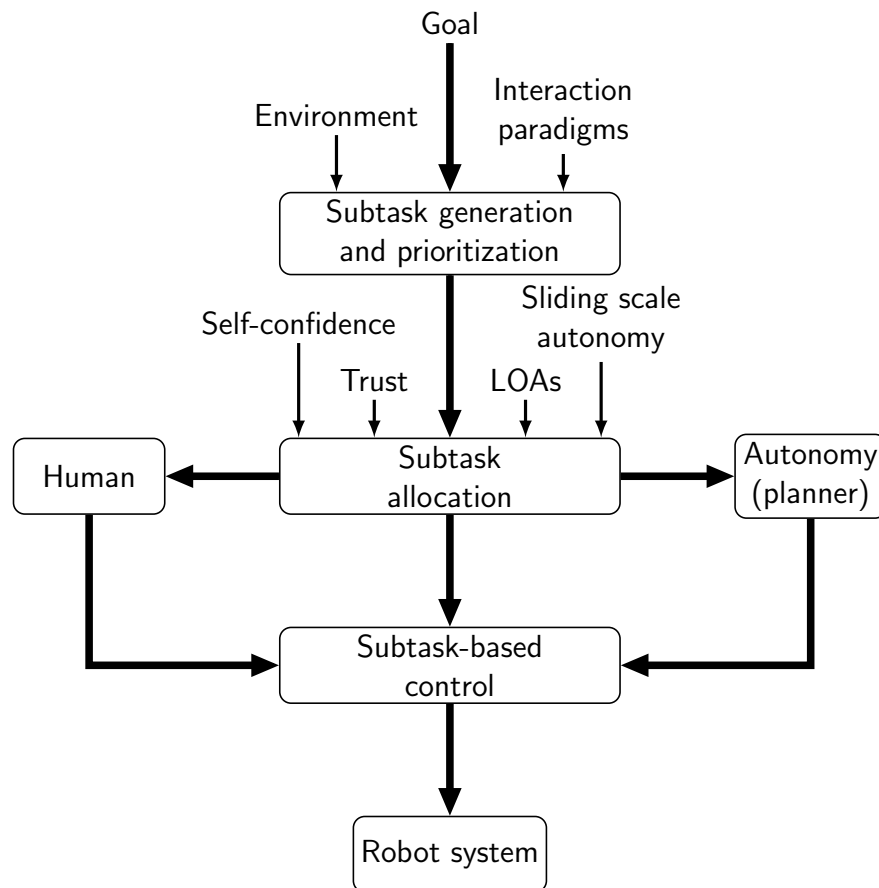 Goal
Interaction
paradigms
Environment
Subtask generation
and prioritization
Sliding scale
autonomy
Self-confidence
Trust
LOAs
Human
Subtask
allocation
Autonomy
(planner)
Subtask-based
control
Robot system